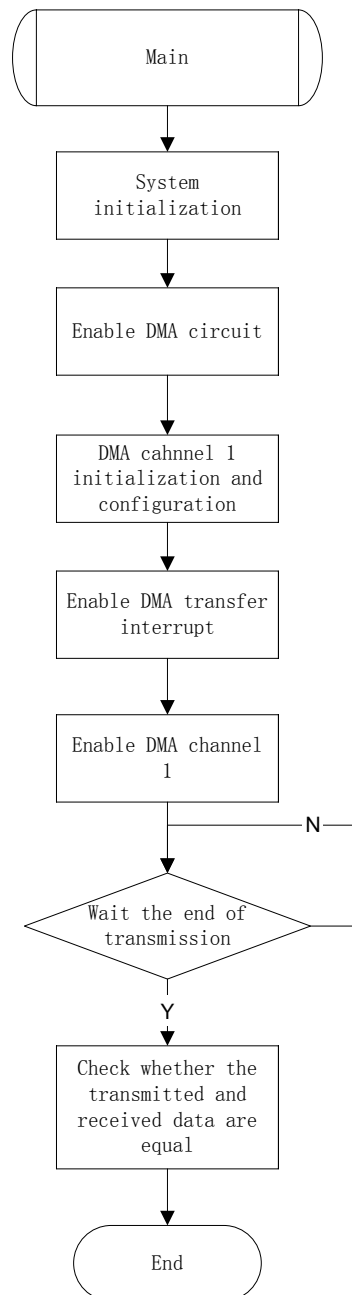 Main
System
initialization
Enable DMA circuit
DMA cahnnel 1
initialization and
configuration
Enable DMA transfer
interrupt
Enable DMA channel
1
N
Wait the end of
transmission
Y
Check whether the
transmitted and
received data are
equal
End